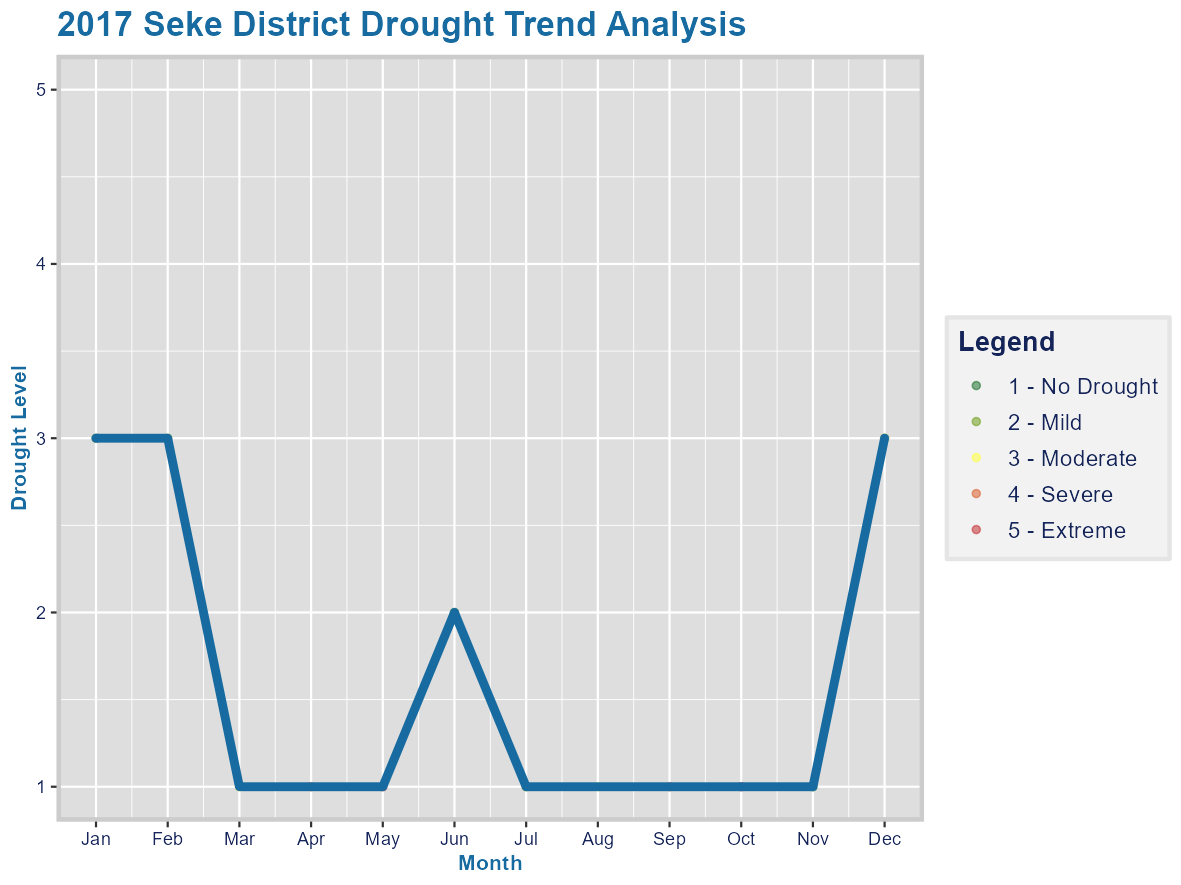 2017 Seke District Drought Trend Analysis
5
4
3
2
1
Drought Level
Jan Feb Mar Apr May Jun Jul Aug Sep Oct Nov Dec
Month
Legend
1 - No Drought
2 - Mild
3 - Moderate
4 - Severe
5 - Extreme